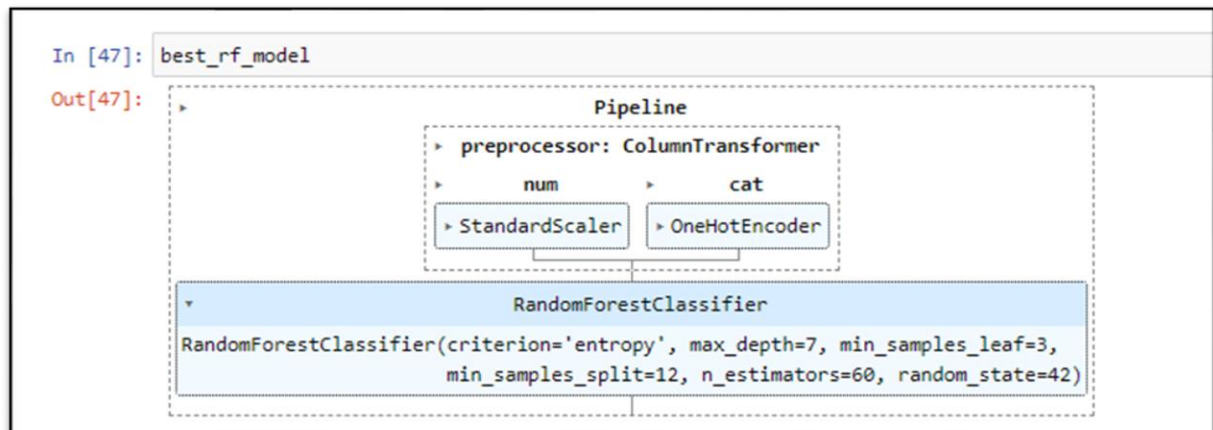 In [47]: best_rf_model
Out[47]:
Pipeline
preprocessor: ColumnTransformer
num cat
StandardScaler OneHotEncoder
RandomForestClassifier
RandomForestClassifier(criterion='entropy', max_depth=7, min_samples_leaf=3,
min_samples_split=12, n_estimators=60, random_state=42)